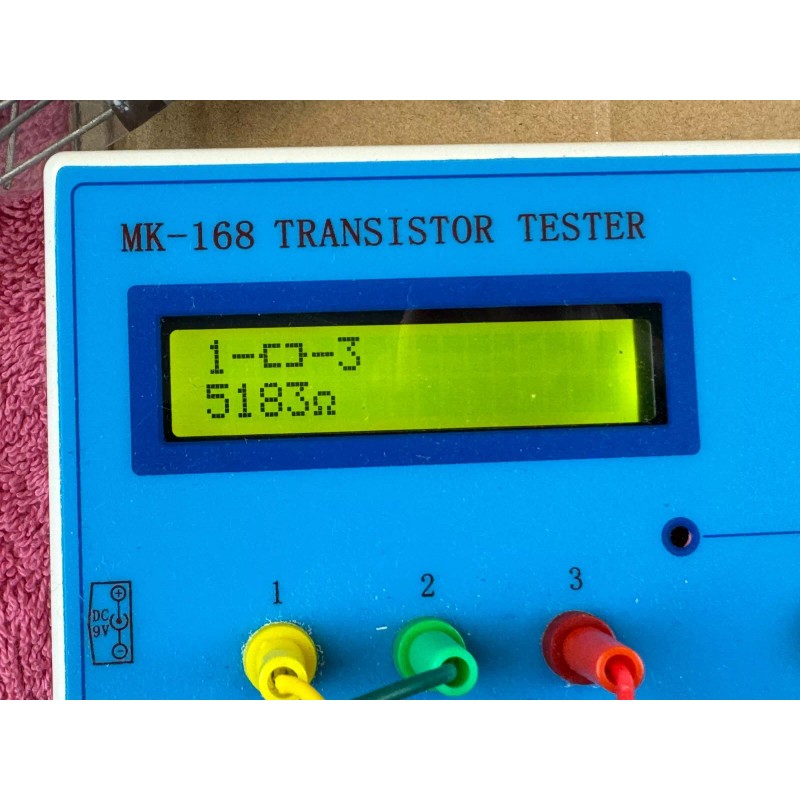 MK-168 TRANSISTOR TESTER
1-▭-3
5183Ω
1 2 3
DC
9V